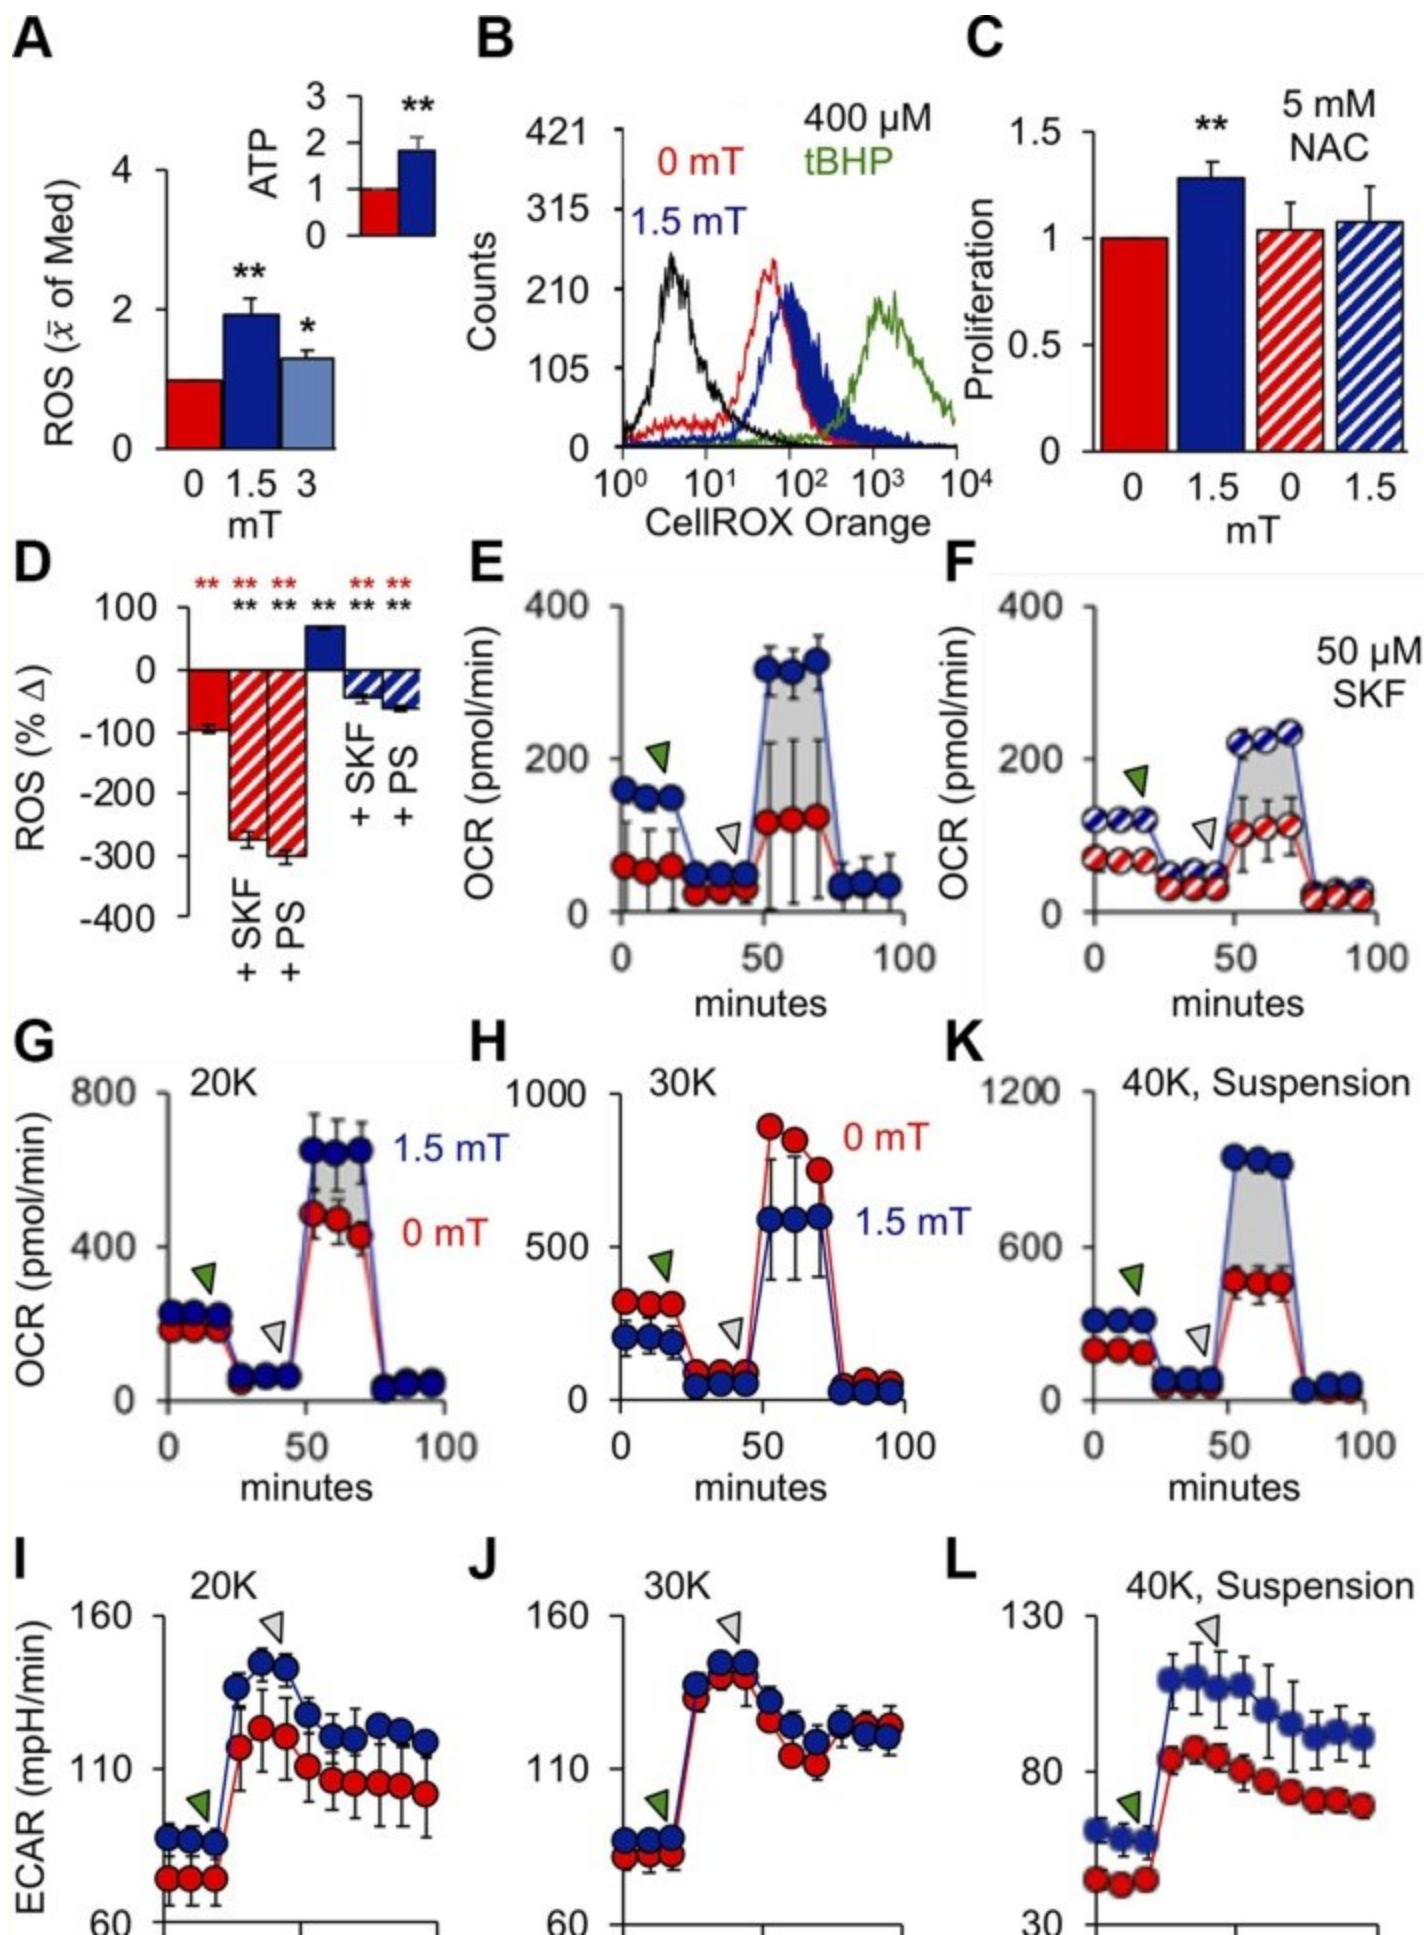 A
ROS (x̄ of Med)
4
2
0
**
*
0 1.5 3
mT
ATP
3
2
1
0
**
B
Counts
421
315
210
105
0
0 mT
1.5 mT
400 µM
tBHP
10⁰ 10¹ 10² 10³ 10⁴
CellROX Orange
C
Proliferation
1.5
1
0.5
0
**
5 mM
NAC
0 1.5 0 1.5
mT
D
ROS (% Δ)
100
0
-100
-200
-300
-400
** ** ** ** **
** ** ** ** **
+ SKF
+ PS
+ SKF
+ PS
E
OCR (pmol/min)
400
200
0
0 50 100
minutes
F
OCR (pmol/min)
400
200
0
50 µM
SKF
0 50 100
minutes
G
20K
OCR (pmol/min)
800
400
0
1.5 mT
0 mT
0 50 100
minutes
H
30K
1000
500
0
0 mT
1.5 mT
0 50 100
minutes
K
40K, Suspension
1200
600
0
0 50 100
minutes
I
20K
ECAR (mpH/min)
160
110
60
J
30K
160
110
60
L
40K, Suspension
130
80
30